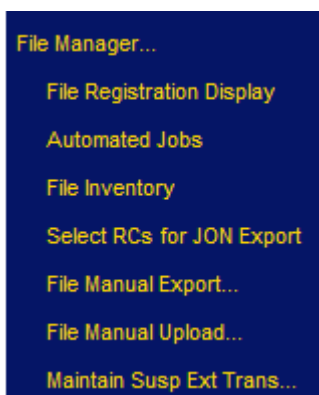 File Manager...
File Registration Display
Automated Jobs
File Inventory
Select RCs for JON Export
File Manual Export...
File Manual Upload...
Maintain Susp Ext Trans...